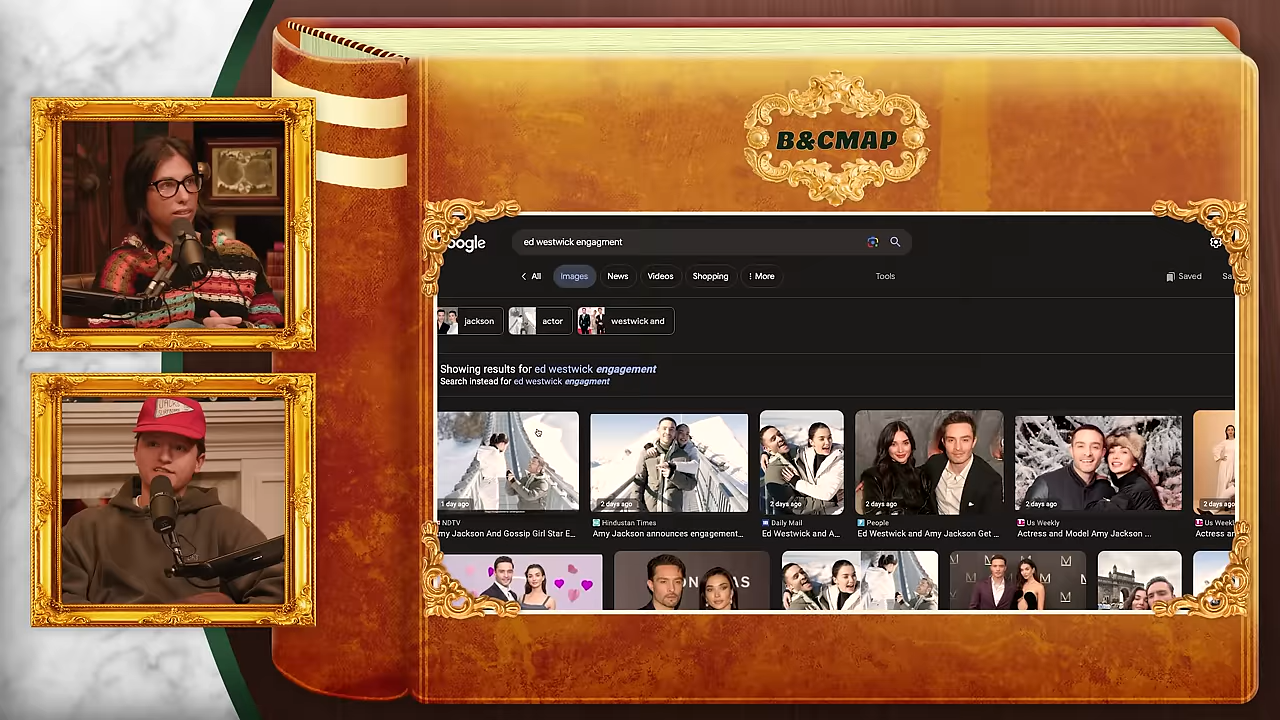 B&CMAP
oogle
ed westwick engagment
All
Images
News
Videos
Shopping
More
Tools
Saved
Sa
jackson
actor
westwick and
Showing results for ed westwick engagement
Search instead for ed westwick engagment
1 day ago
2 days ago
2 days ago
2 days ago
2 days ago
2 days ago
NDTV
Hindustan Times
Daily Mail
People
Us Weekly
Us Weekl
my Jackson And Gossip Girl Star E...
Amy Jackson announces engagement...
Ed Westwick and A...
Ed Westwick and Amy Jackson Get ...
Actress and Model Amy Jackson ...
Actress an